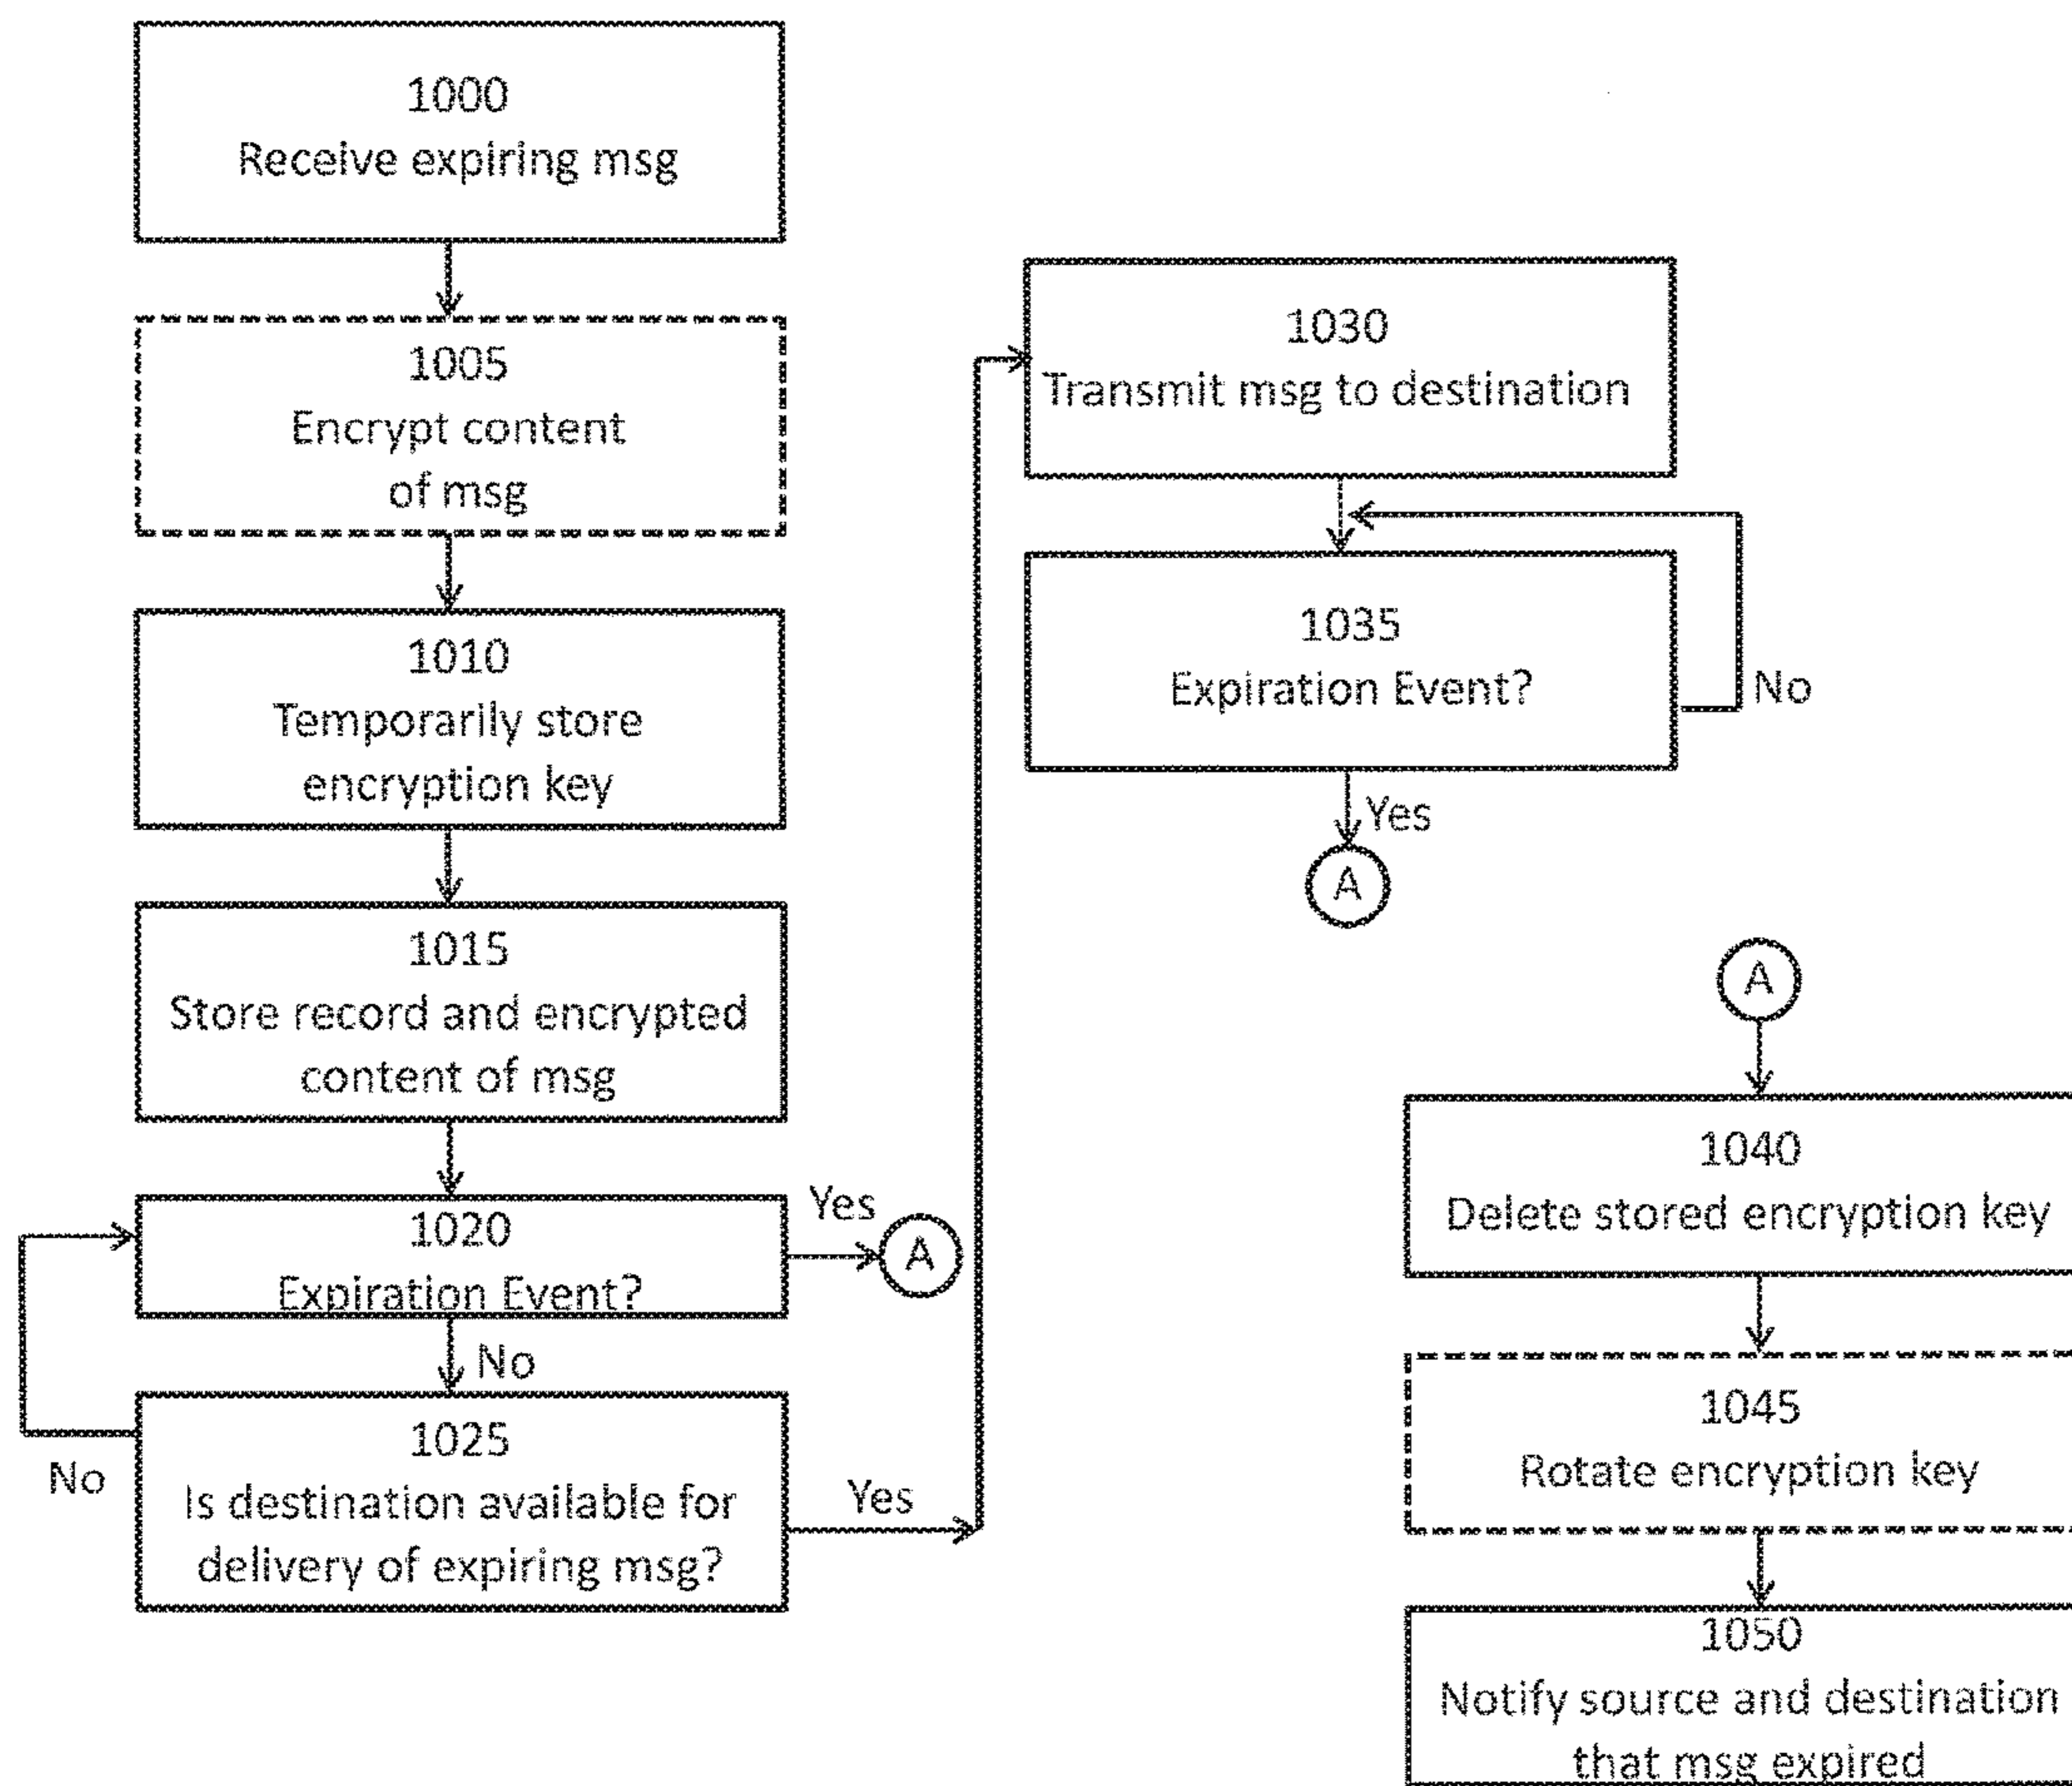 1000
Receive expiring msg
1005
Encrypt content
of msg
1010
Temporarily store
encryption key
1015
Store record and encrypted
content of msg
1020
Expiration Event?
Yes
A
No
1025
Is destination available for
delivery of expiring msg?
No
Yes
1030
Transmit msg to destination
1035
Expiration Event?
No
Yes
A
A
1040
Delete stored encryption key
1045
Rotate encryption key
1050
Notify source and destination
that msg expired